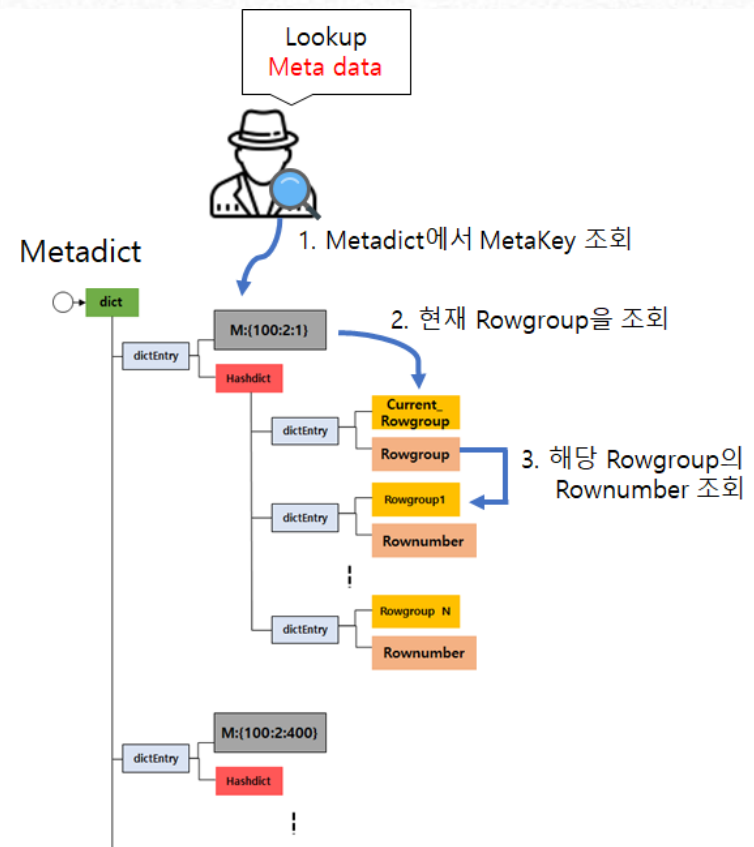 Lookup
Meta data
1. Metadict에서 MetaKey 조회
Metadict
dict
M:{100:2:1}
2. 현재 Rowgroup을 조회
dictEntry
Hashdict
Current_
Rowgroup
dictEntry
Rowgroup
3. 해당 Rowgroup의
Rownumber 조회
Rowgroup1
dictEntry
Rownumber
Rowgroup N
dictEntry
Rownumber
M:{100:2:400}
dictEntry
Hashdict